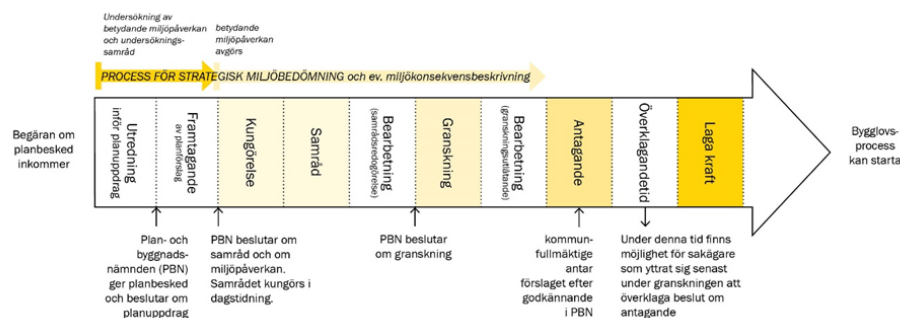 Undersökning av
betydande miljöpåverkan
och undersöknings-
samråd
betydande
miljöpåverkan
avgörs
PROCESS FÖR STRATEGISK MILJÖBEDÖMNING och ev. miljökonsekvensbeskrivning
Begäran om
planbesked
inkommer
Utredning
inför planuppdrag
Framtagande
av planförslag
Kungörelse
Samråd
Bearbetning
(samrådsredogörelse)
Granskning
Bearbetning
(granskningsutlåtande)
Antagande
Överklagandetid
Laga kraft
Bygglovs-
process
kan starta
Plan- och
byggnads-
nämnden (PBN)
ger planbesked
och beslutar om
planuppdrag
PBN beslutar om
samråd och om
miljöpåverkan.
Samrådet kungörs i
dagstidning.
PBN beslutar
om granskning
kommun-
fullmäktige
antar
förslaget efter
godkännande
i PBN
Under denna tid finns
möjlighet för sakägare
som yttrat sig senast
under granskningen att
överklaga beslut om
antagande